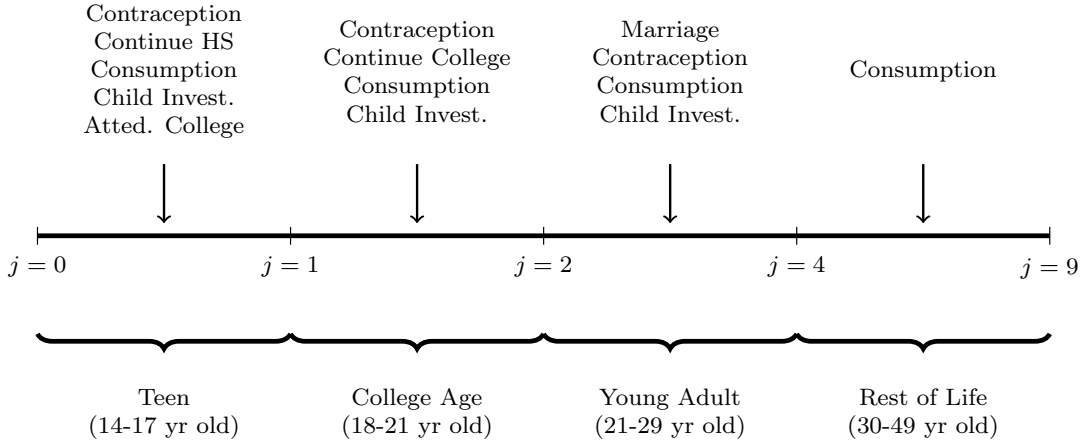 Contraception
Continue HS
Consumption
Child Invest.
Atted. College
Contraception
Continue College
Consumption
Child Invest.
Marriage
Contraception
Consumption
Child Invest.
Consumption
j = 0
j = 1
j = 2
j = 4
j = 9
Teen
(14-17 yr old)
College Age
(18-21 yr old)
Young Adult
(21-29 yr old)
Rest of Life
(30-49 yr old)